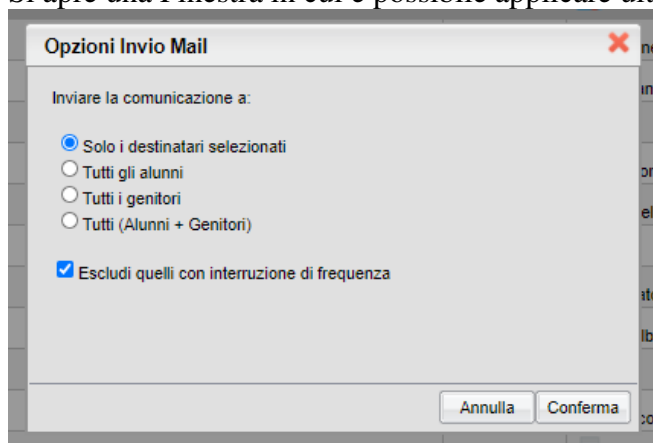 Opzioni Invio Mail
Inviare la comunicazione a:
Solo i destinatari selezionati
Tutti gli alunni
Tutti i genitori
Tutti (Alunni + Genitori)
Escludi quelli con interruzione di frequenza
Annulla Conferma